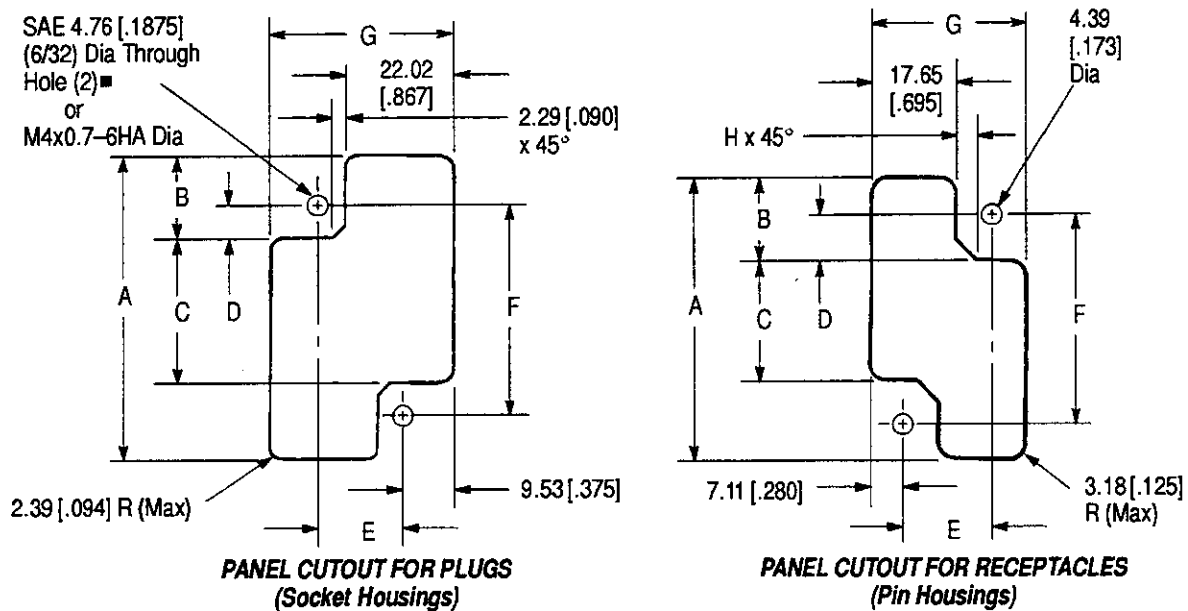 SAE 4.76 [.1875]
(6/32) Dia Through
Hole (2)■
or
M4x0.7–6HA Dia
G
22.02
[.867]
2.29 [.090]
x 45°
B
A
C
D
F
2.39 [.094] R (Max)
E
9.53 [.375]
PANEL CUTOUT FOR PLUGS
(Socket Housings)
G
4.39
[.173]
Dia
17.65
[.695]
H x 45°
B
A
C
D
F
7.11 [.280]
E
3.18 [.125]
R (Max)
PANEL CUTOUT FOR RECEPTACLES
(Pin Housings)